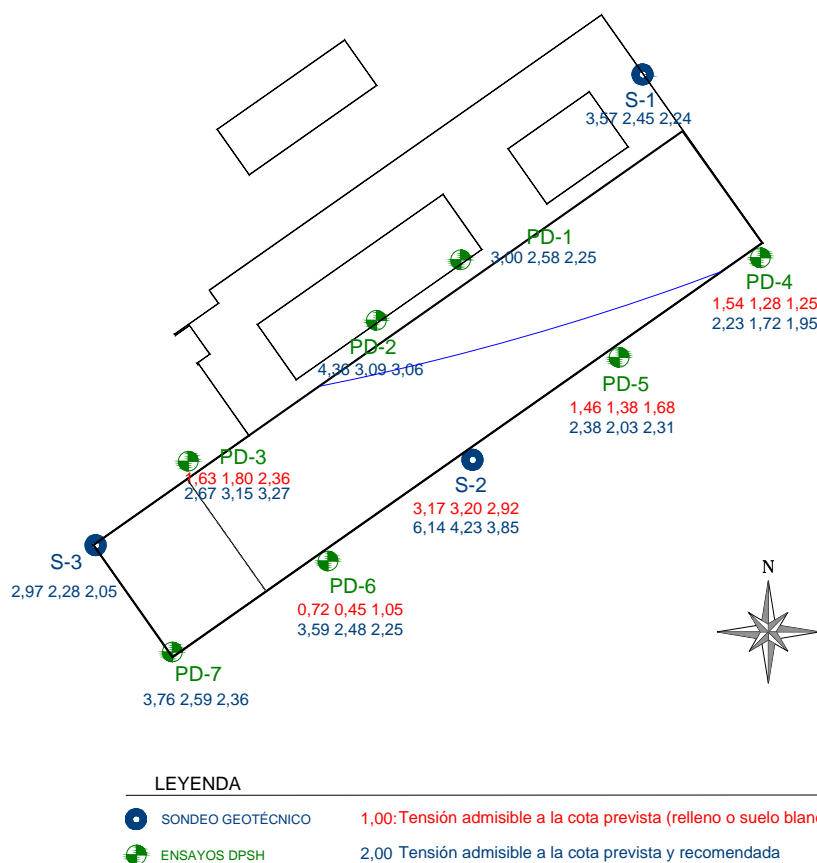 S-1
3,57 2,45 2,24
PD-1
3,00 2,58 2,25
PD-4
1,54 1,28 1,25
2,23 1,72 1,95
PD-2
4,36 3,09 3,06
PD-5
1,46 1,38 1,68
2,38 2,03 2,31
PD-3
1,63 1,80 2,36
2,67 3,15 3,27
S-2
3,17 3,20 2,92
6,14 4,23 3,85
S-3
2,97 2,28 2,05
PD-6
0,72 0,45 1,05
3,59 2,48 2,25
N
PD-7
3,76 2,59 2,36
LEYENDA
SONDEO GEOTÉCNICO
1,00: Tensión admisible a la cota prevista (relleno o suelo blan
ENSAYOS DPSH
2,00 Tensión admisible a la cota prevista y recomendada